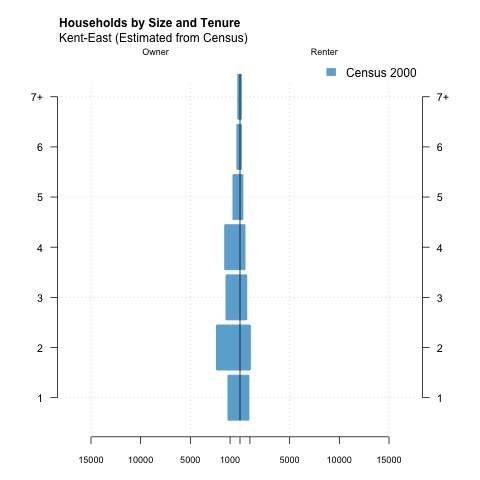 Households by Size and Tenure
Kent-East (Estimated from Census)
Owner Renter
Census 2000
7+ 7+
6 6
5 5
4 4
3 3
2 2
1 1
15000 10000 5000 1000 5000 10000 15000